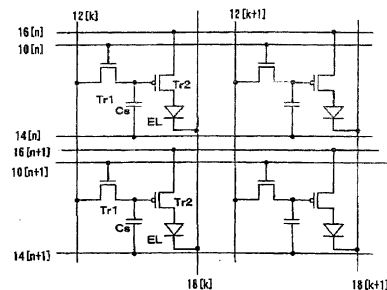 12[k] 12[k+1]
16[n]
10[n]
Tr2
Tr1
Cs
EL
14[n]
16[n+1]
10[n+1]
Tr2
Tr1
Cs
EL
14[n+1]
18[k] 18[k+1]